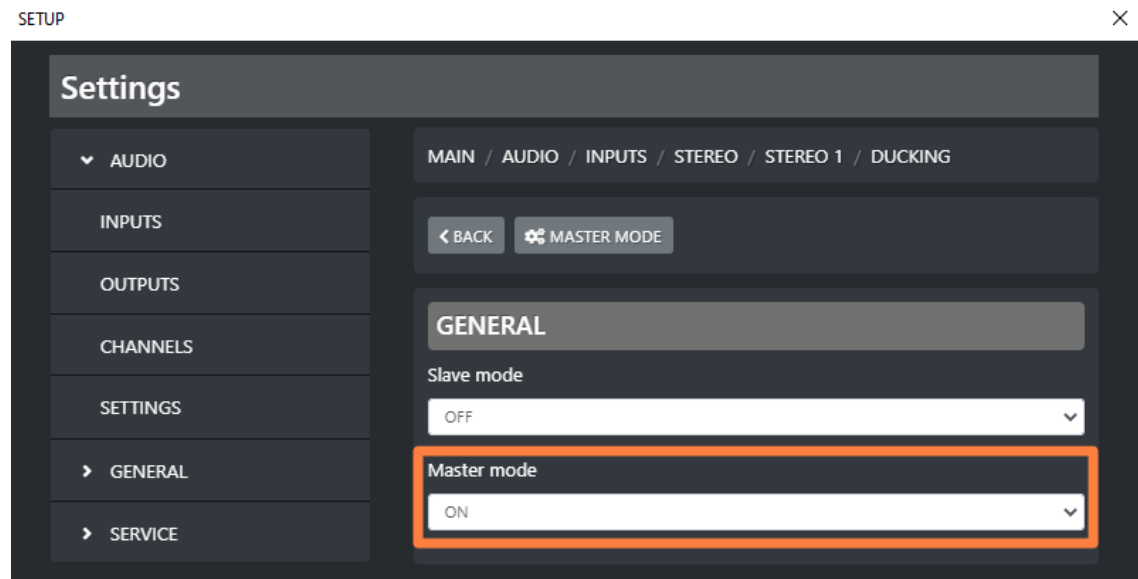 SETUP
Settings
AUDIO
INPUTS
OUTPUTS
CHANNELS
SETTINGS
GENERAL
SERVICE
MAIN / AUDIO / INPUTS / STEREO / STEREO 1 / DUCKING
BACK MASTER MODE
GENERAL
Slave mode
OFF
Master mode
ON